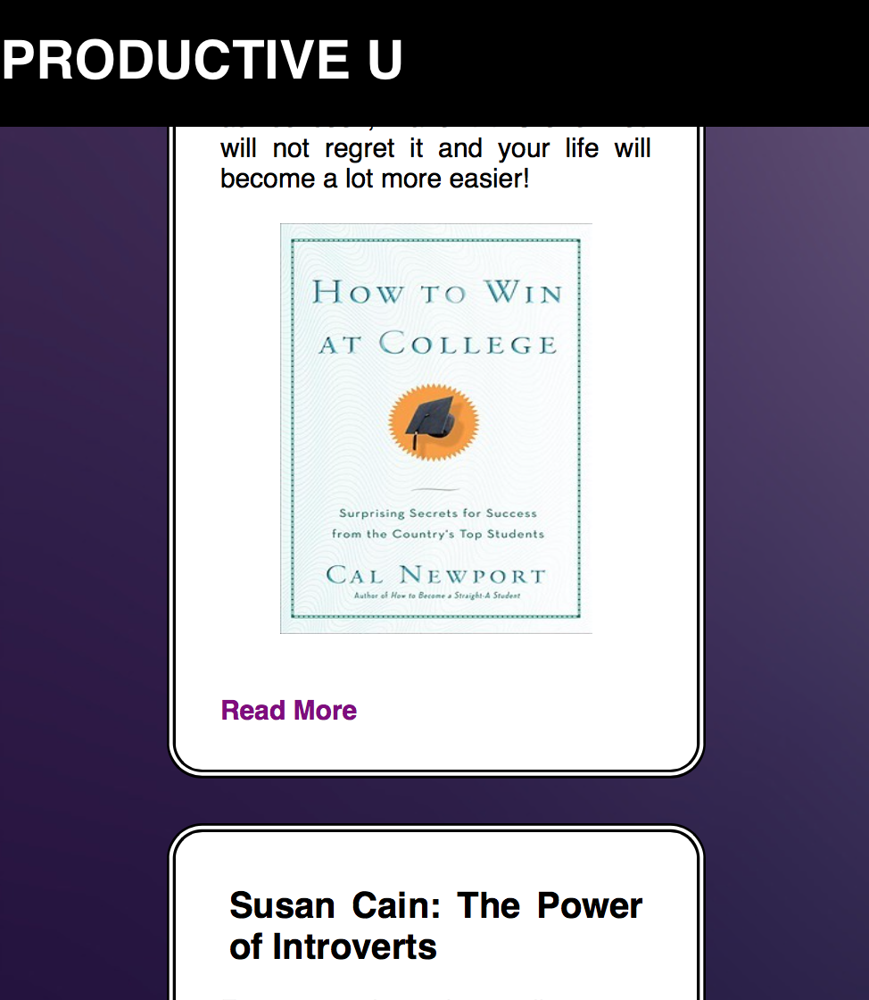 PRODUCTIVE U
will not regret it and your life will
become a lot more easier!
HOW TO WIN
AT COLLEGE
Surprising Secrets for Success
from the Country's Top Students
CAL NEWPORT
Author of How to Become a Straight-A Student
Read More
Susan Cain: The Power
of Introverts